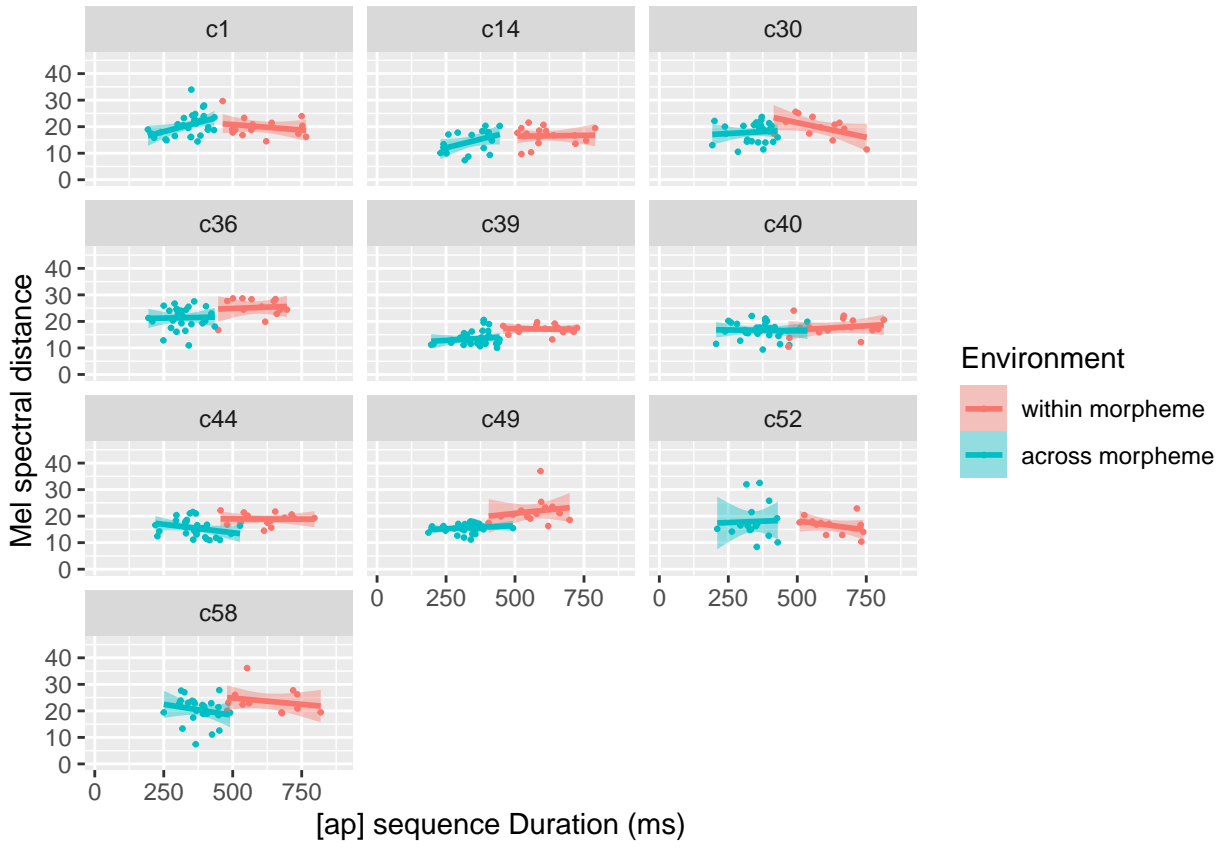 c1 c14 c30
40
30
20
10
0
c36 c39 c40
40
30
20
10
0
c44 c49 c52
40
30
20
10
0
0 250 500 750 0 250 500 750
c58
40
30
20
10
0
0 250 500 750
Mel spectral distance
[ap] sequence Duration (ms)
Environment
within morpheme
across morpheme